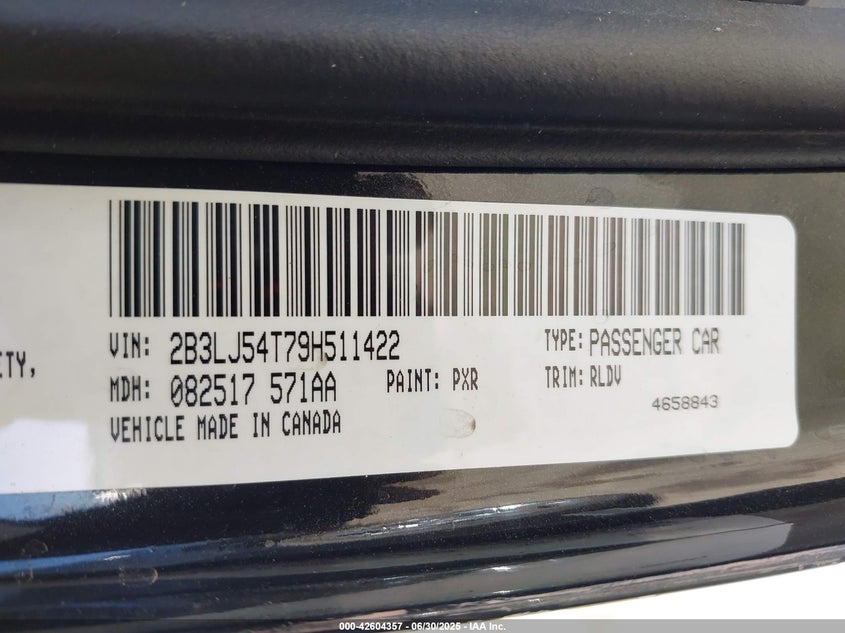 ETY,
VIN: 2B3LJ54T79H511422 TYPE: PASSENGER CAR
MDH: 082517 571AA PAINT: PXR TRIM: RLDV
4658843
VEHICLE MADE IN CANADA
000-42604357 - 06/30/2025 - IAA Inc.